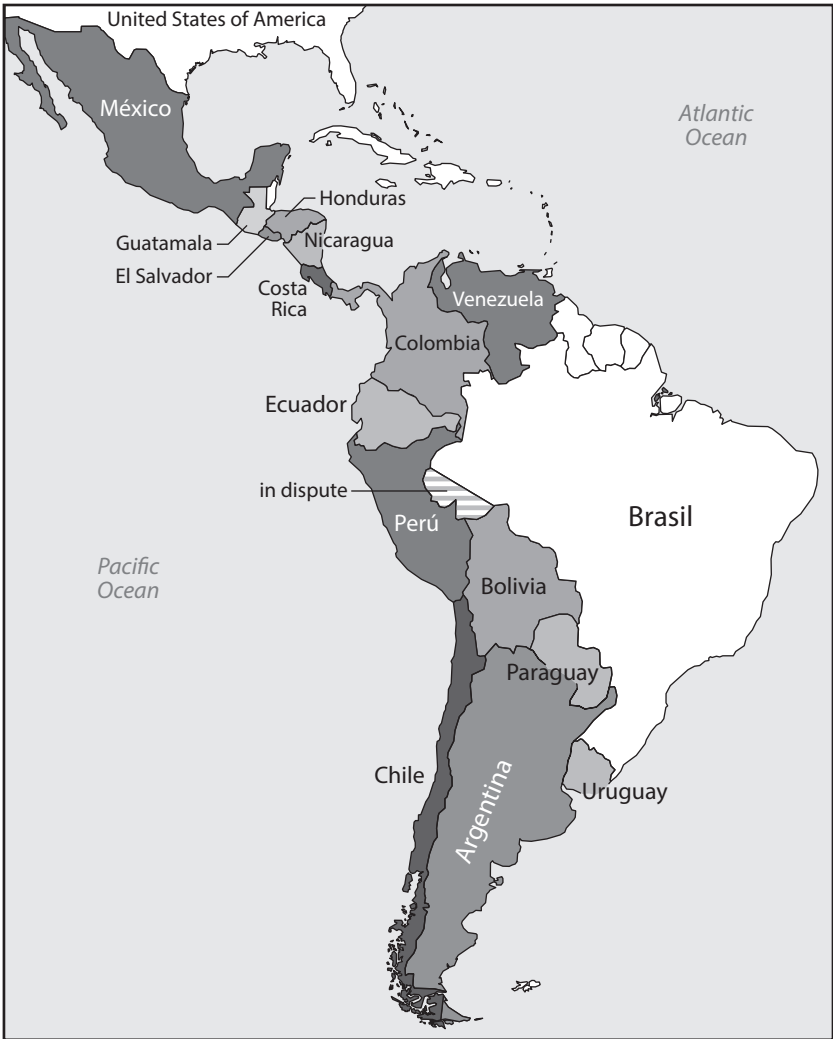 United States of America
México
Atlantic
Ocean
Honduras
Guatamala
Nicaragua
El Salvador
Costa
Rica
Venezuela
Colombia
Ecuador
in dispute
Perú
Brasil
Pacific
Ocean
Bolivia
Paraguay
Chile
Argentina
Uruguay